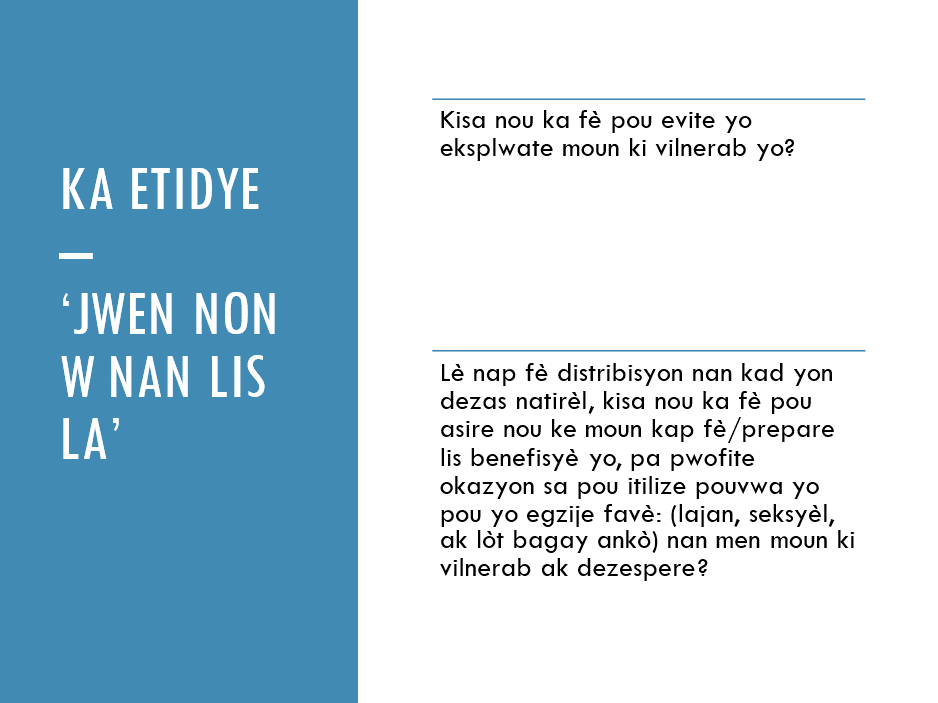 KA ETIDYE
–
‘JWEN NON
W NAN LIS
LA’
Kisa nou ka fè pou evite yo
eksplwate moun ki vilnerab yo?
Lè nap fè distribisyon nan kad yon
dezas natirèl, kisa nou ka fè pou
asire nou ke moun kap fè/prepare
lis benefisyè yo, pa pwofite
okazyon sa pou itilize pouvwa yo
pou yo egzije favè: (lajan, seksyèl,
ak lòt bagay ankò) nan men moun ki
vilnerab ak dezespere?